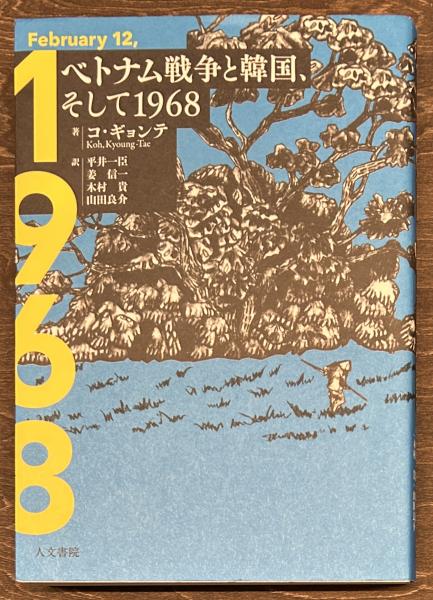 February 12,
1968
ベトナム戦争と韓国、
そして1968
著 コ・ギョンテ
Koh, Kyoung-Tae
訳 平井一臣
姜 信一
木村 貴
山田良介
人文書院